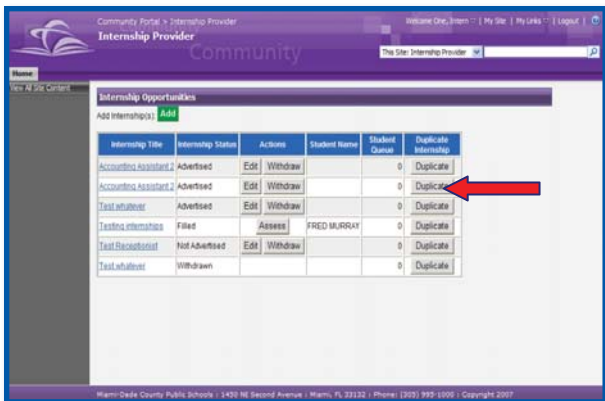 Community Portal > Internship Provider
Welcome One, Intern | My Site | My Links | Logout |
Internship Provider
Community
This Site: Internship Provider
Home
View All Site Content
Internship Opportunities
Add Internship(s): Add
Internship Title Internship Status Actions Student Name Student Queue Duplicate Internship
Accounting Assistant 2 Advertised Edit Withdraw 0 Duplicate
Accounting Assistant 2 Advertised Edit Withdraw 0 Duplicate
Test whatever Advertised Edit Withdraw 0 Duplicate
Testing internships Filled Assess FRED MURRAY 0 Duplicate
Test Receptionist Not Advertised Edit Withdraw 0 Duplicate
Test whatever Withdrawn 0 Duplicate
Miami-Dade County Public Schools | 1450 NE Second Avenue | Miami, FL 33132 | Phone: (305) 995-1000 | Copyright 2007